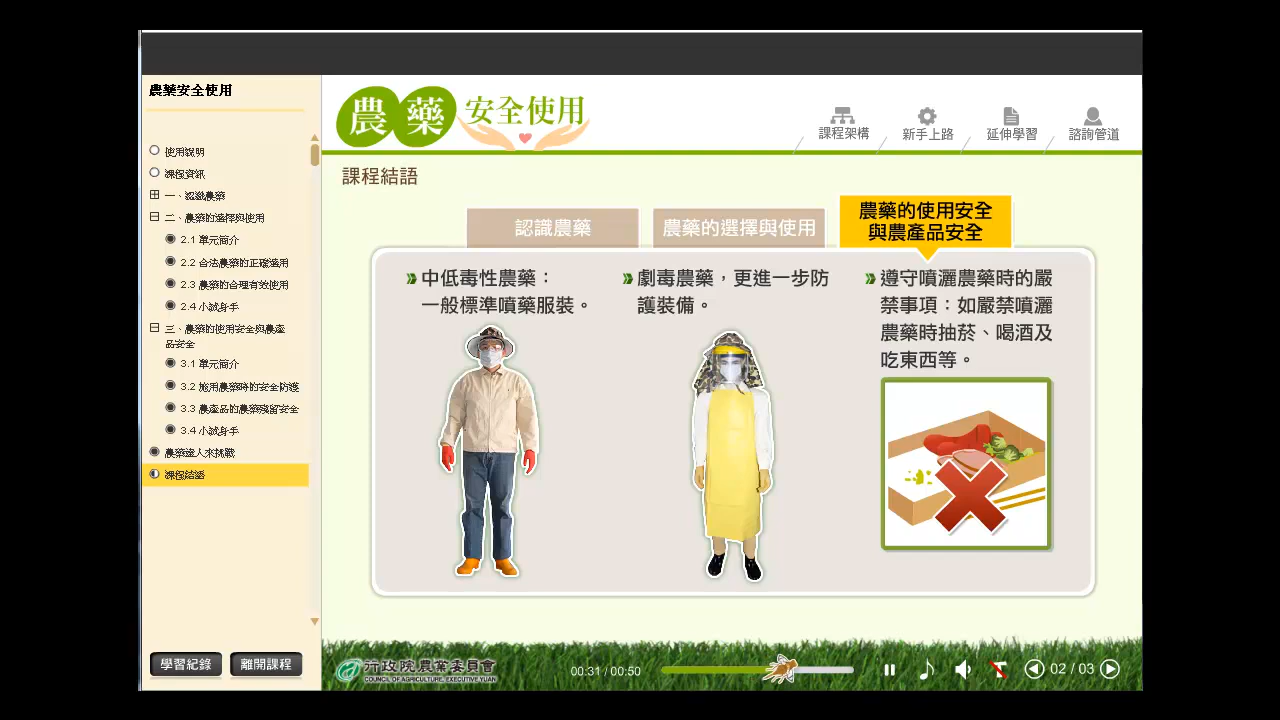 農藥安全使用
使用說明
課程資訊
一、認識農藥
二、農藥的選擇與使用
2.1 單元簡介
2.2 合法農藥的正確選用
2.3 農藥的合理有效使用
2.4 小試身手
三、農藥的使用安全與農產
品安全
3.1 單元簡介
3.2 施用農藥時的安全防護
3.3 農產品的農藥殘留安全
3.4 小試身手
農藥達人來挑戰
課程結語
學習紀錄
離開課程
農藥 安全使用
課程架構
新手上路
延伸學習
諮詢管道
課程結語
認識農藥
農藥的選擇與使用
農藥的使用安全
與農產品安全
中低毒性農藥：
一般標準噴藥服裝。
劇毒農藥，更進一步防
護裝備。
遵守噴灑農藥時的嚴
禁事項：如嚴禁噴灑
農藥時抽菸、喝酒及
吃東西等。
行政院農業委員會
COUNCIL OF AGRICULTURE, EXECUTIVE YUAN
00:31 / 00:50
02 / 03